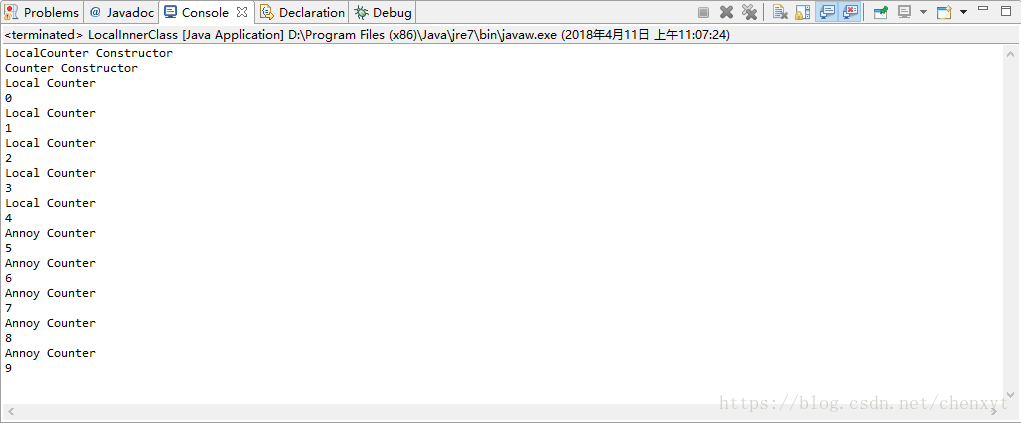 Problems @ Javadoc Console Declaration Debug
<terminated> LocalInnerClass [Java Application] D:\Program Files (x86)\Java\jre7\bin\javaw.exe (2018年4月11日 上午11:07:24)
LocalCounter Constructor
Counter Constructor
Local Counter
0
Local Counter
1
Local Counter
2
Local Counter
3
Local Counter
4
Annoy Counter
5
Annoy Counter
6
Annoy Counter
7
Annoy Counter
8
Annoy Counter
9
https://blog.csdn.net/chenxyt